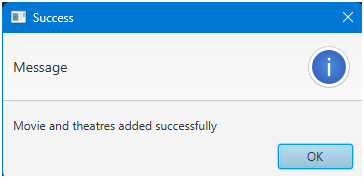 Success
Message
Movie and theatres added successfully
OK